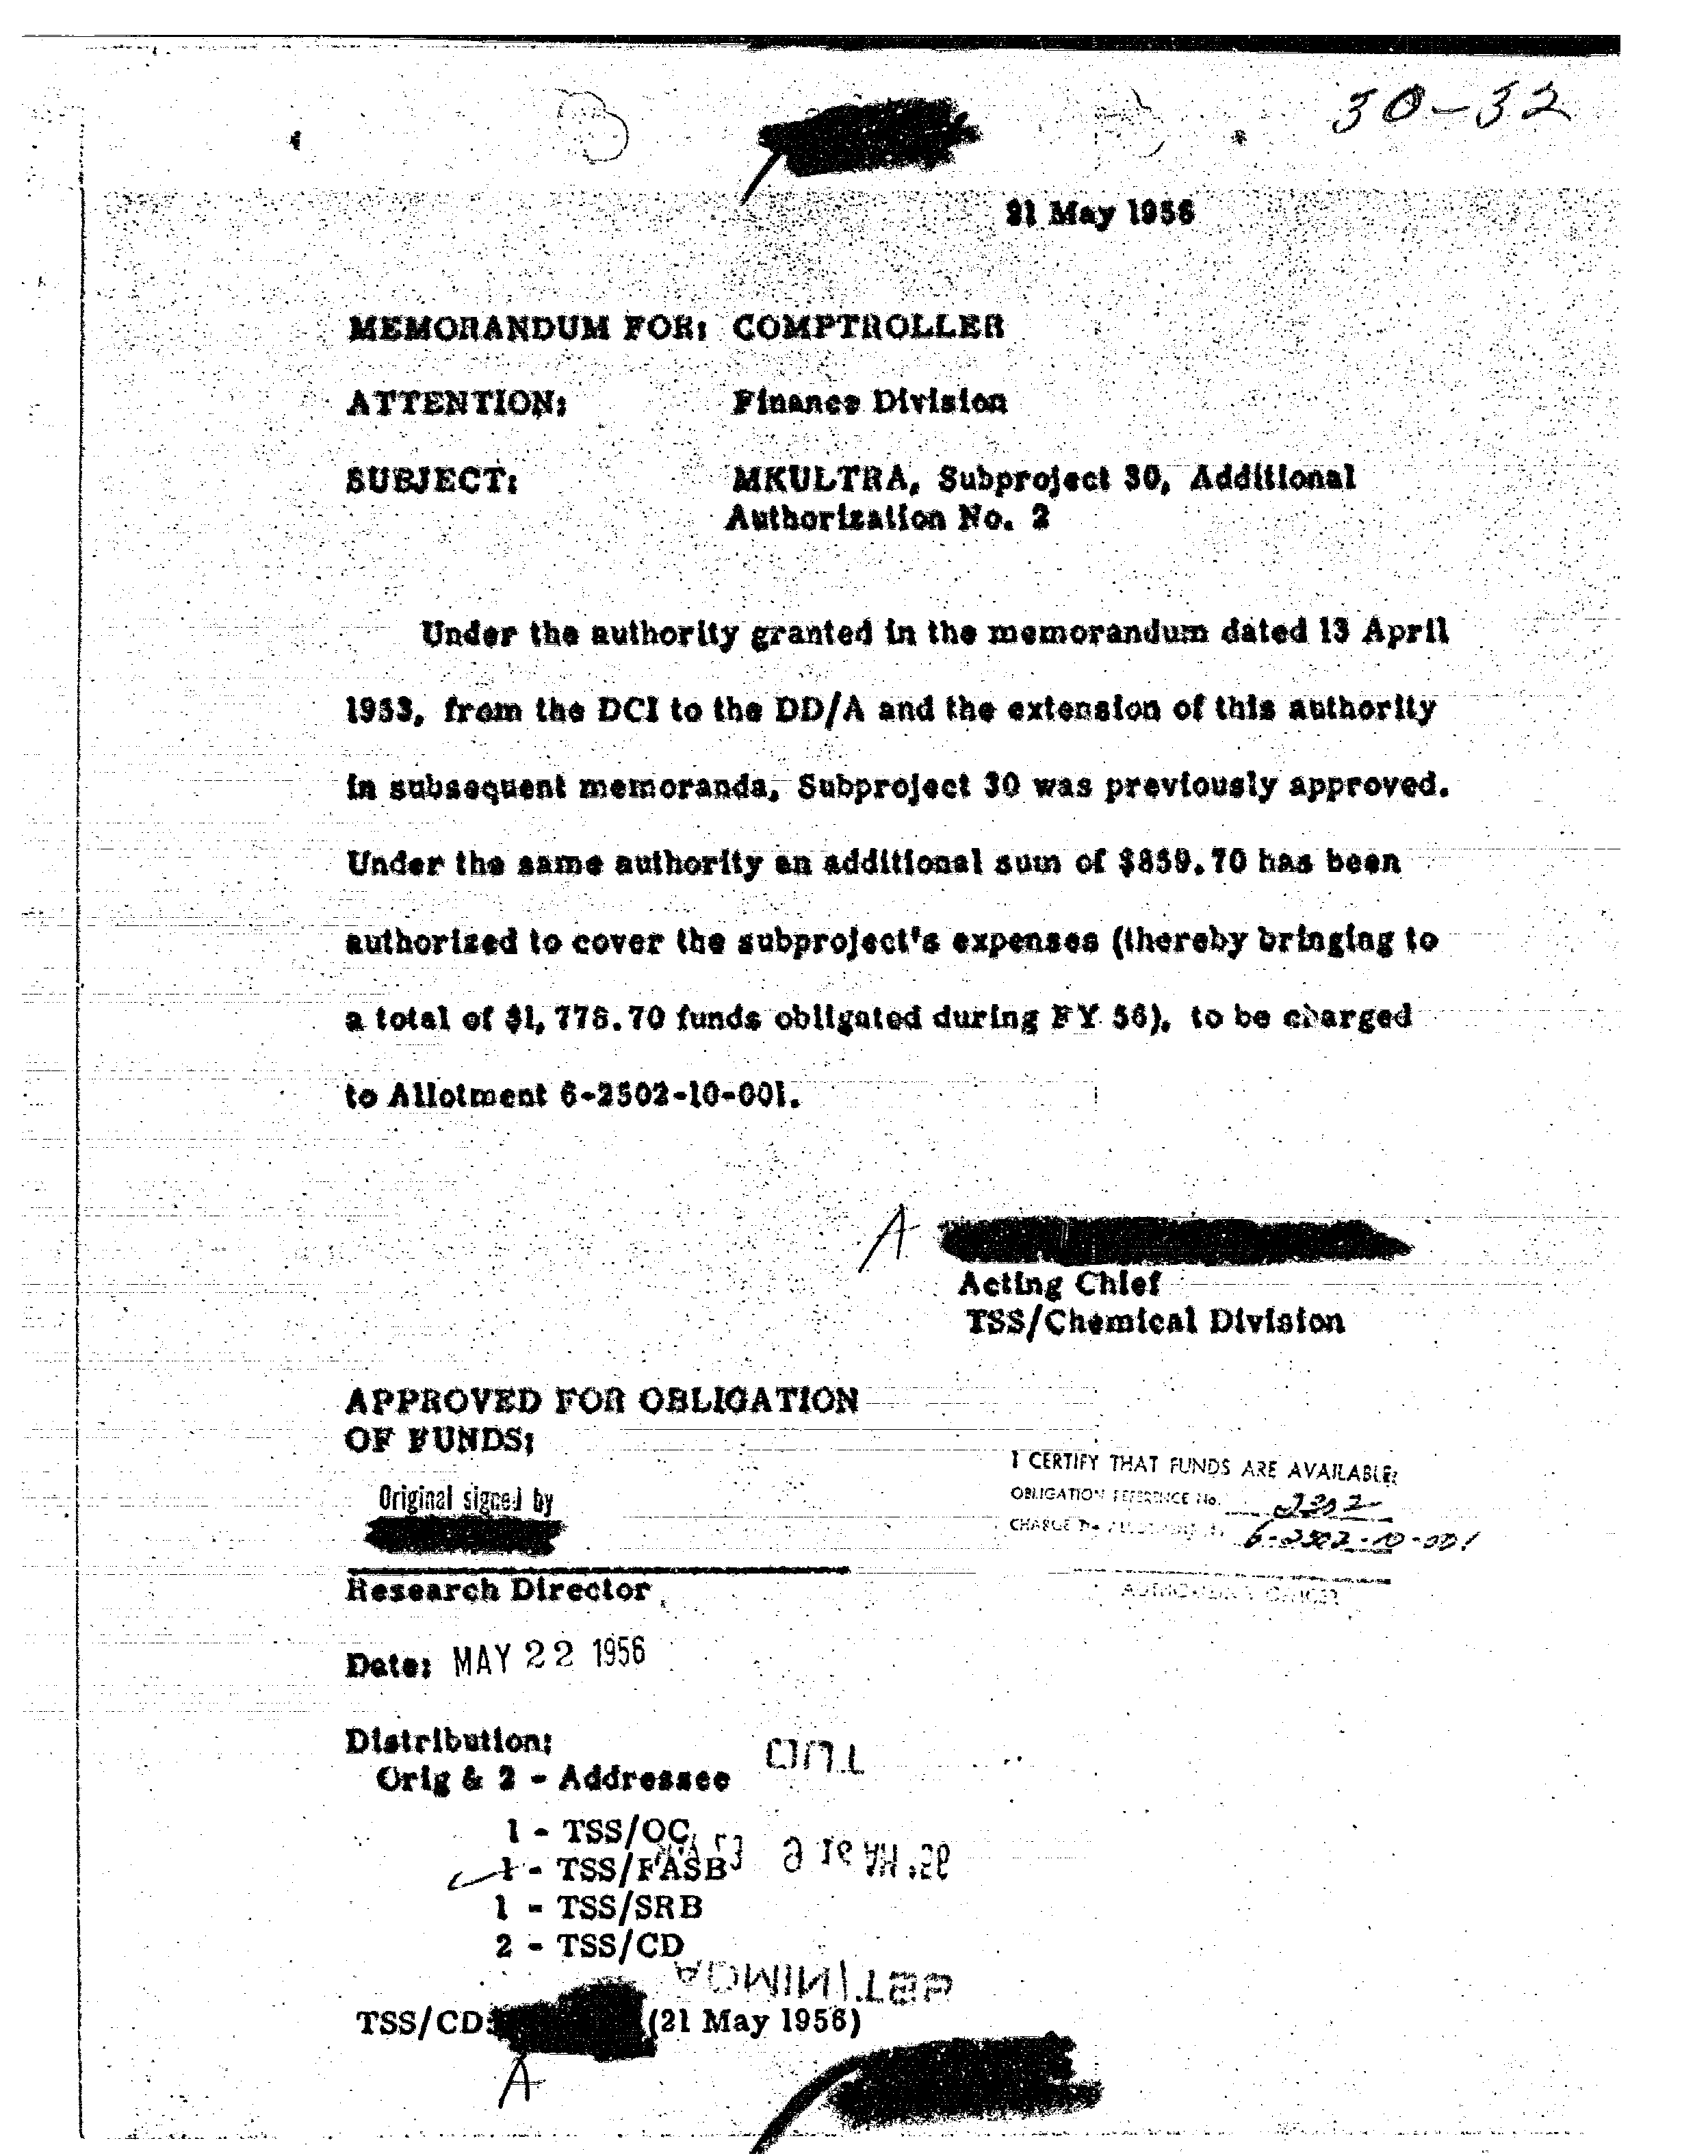 30-32
21 May 1956
MEMORANDUM FOR: COMPTROLLER
ATTENTION: Finance Division
SUBJECT: MKULTRA, Subproject 30, Additional
Authorization No. 2
Under the authority granted in the memorandum dated 13 April
1953, from the DCI to the DD/A and the extension of this authority
in subsequent memoranda, Subproject 30 was previously approved.
Under the same authority an additional sum of $859.70 has been
authorized to cover the subproject's expenses (thereby bringing to
a total of $1,778.70 funds obligated during FY 56), to be charged
to Allotment 6-2502-10-001.
A
Acting Chief
TSS/Chemical Division
APPROVED FOR OBLIGATION
OF FUNDS:
I CERTIFY THAT FUNDS ARE AVAILABLE:
Original signed by
OBLIGATION REFERENCE No. 2302
CHARGE TO 6-2502-10-001
Research Director
Date: MAY 22 1956
Distribution:
Orig & 2 - Addressee
1 - TSS/OC
1 - TSS/FASB
1 - TSS/SRB
2 - TSS/CD
TSS/CD: (21 May 1956)
A